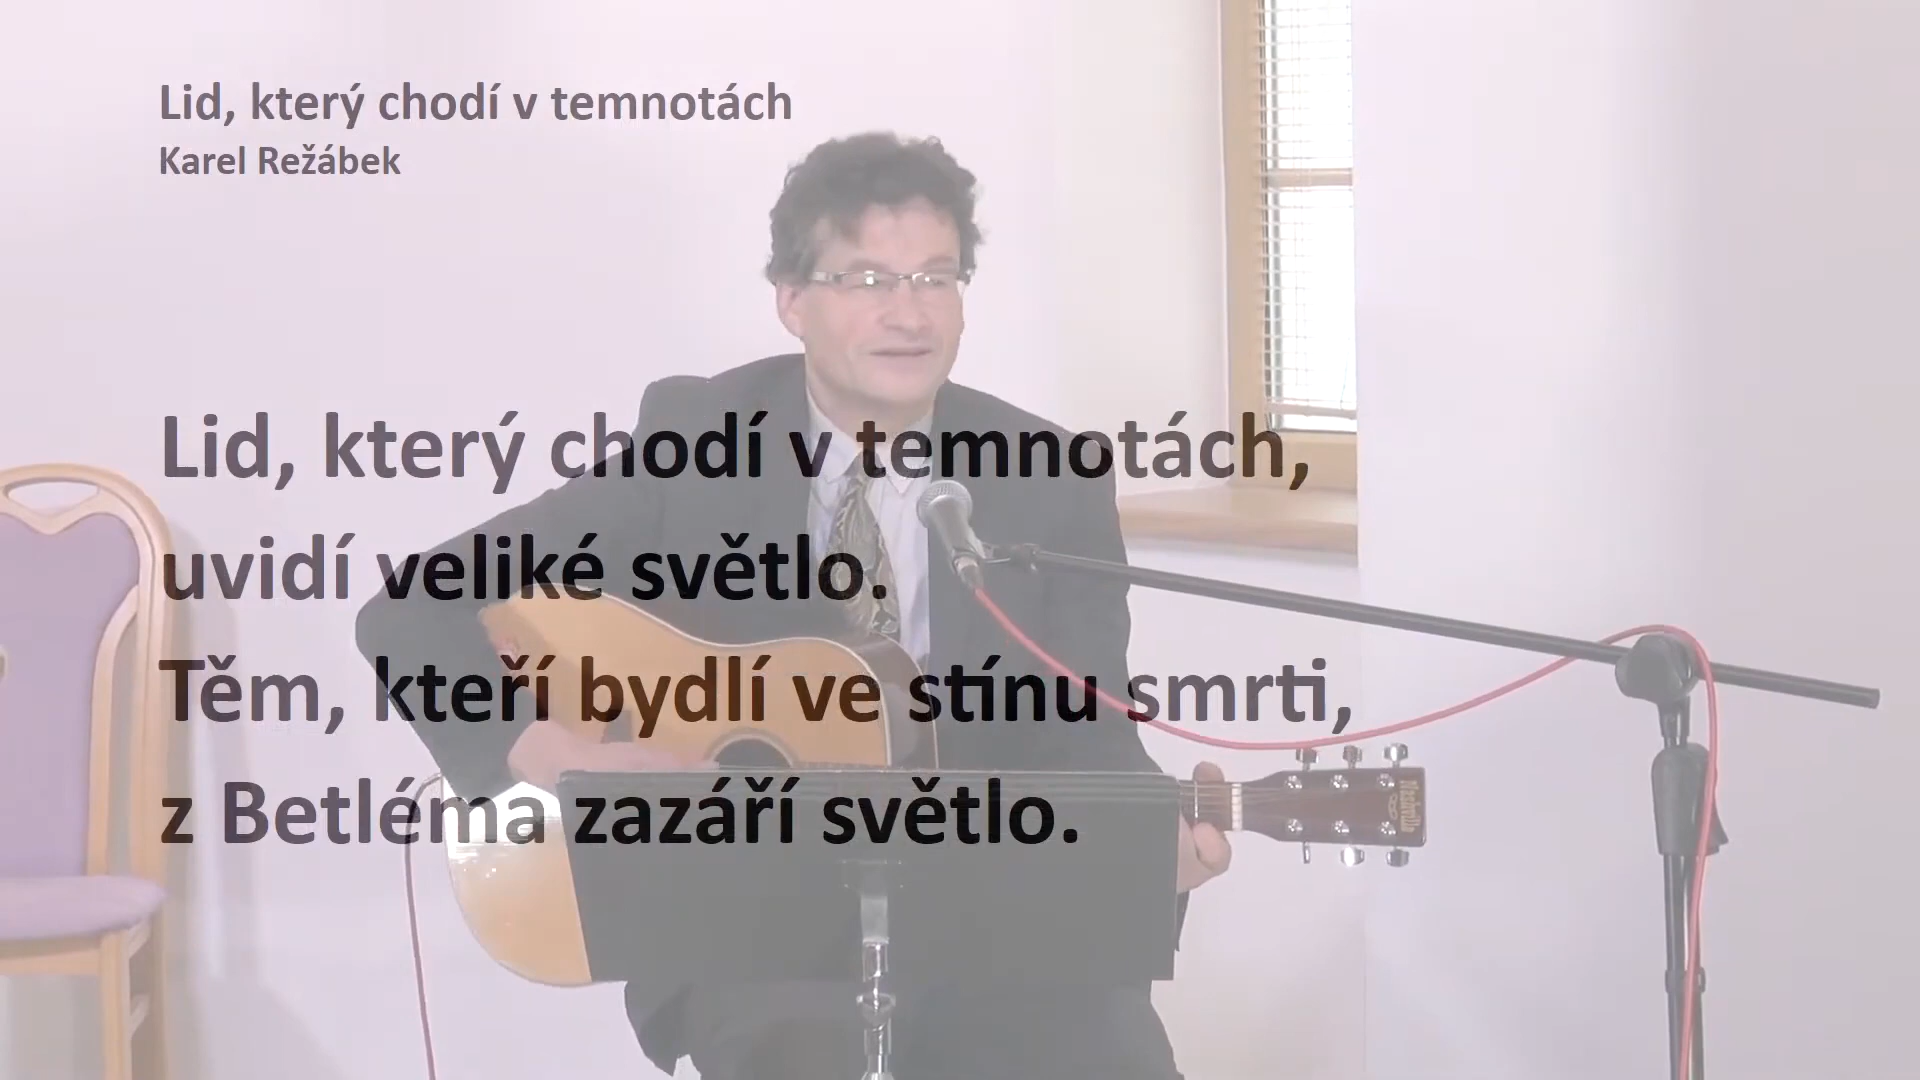 Lid, který chodí v temnotách
Karel Režábek
Lid, který chodí v temnotách,
uvidí veliké světlo.
Těm, kteří bydlí ve stínu smrti,
z Betléma zazáří světlo.
Nashville